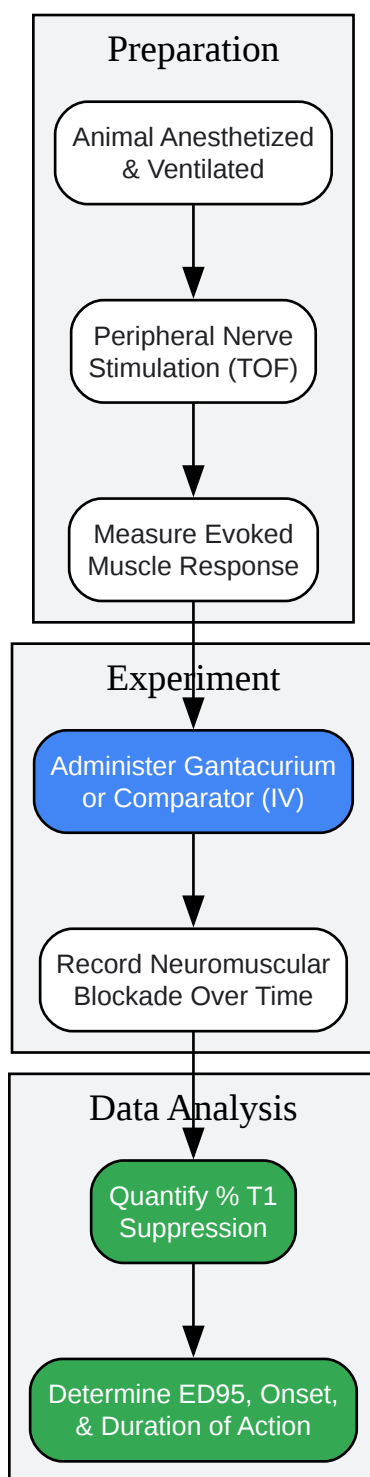 Preparation
Animal Anesthetized
& Ventilated
Peripheral Nerve
Stimulation (TOF)
Measure Evoked
Muscle Response
Experiment
Administer Gantacurium
or Comparator (IV)
Record Neuromuscular
Blockade Over Time
Data Analysis
Quantify % T1
Suppression
Determine ED95, Onset,
& Duration of Action